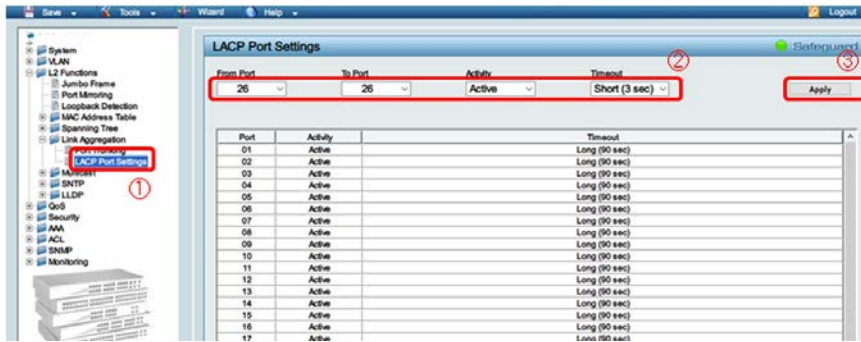 Save Tools Wizard Help Logout
System
VLAN
L2 Functions
Jumbo Frame
Port Mirroring
Loopback Detection
MAC Address Table
Spanning Tree
Link Aggregation
Port Trunking
LACP Port Settings
Multicast
SNTP
LLDP
QoS
Security
AAA
ACL
SNMP
Monitoring
①
LACP Port Settings
Safeguard
② ③
From Port To Port Activity Timeout
26 26 Active Short (3 sec) Apply
Port Activity Timeout
01 Active Long (90 sec)
02 Active Long (90 sec)
03 Active Long (90 sec)
04 Active Long (90 sec)
05 Active Long (90 sec)
06 Active Long (90 sec)
07 Active Long (90 sec)
08 Active Long (90 sec)
09 Active Long (90 sec)
10 Active Long (90 sec)
11 Active Long (90 sec)
12 Active Long (90 sec)
13 Active Long (90 sec)
14 Active Long (90 sec)
15 Active Long (90 sec)
16 Active Long (90 sec)
17 Active Long (90 sec)